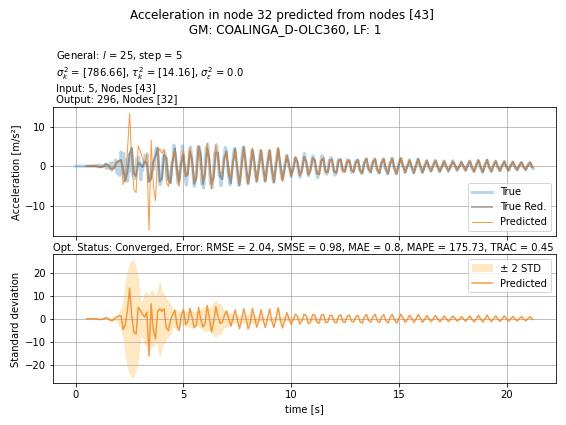 Acceleration in node 32 predicted from nodes [43]
GM: COALINGA_D-OLC360, LF: 1
General: l = 25, step = 5
σ_k² = [786.66], τ_k² = [14.16], σ_ε² = 0.0
Input: 5, Nodes [43]
Output: 296, Nodes [32]
Acceleration [m/s²]
10
0
−10
True
True Red.
Predicted
Opt. Status: Converged, Error: RMSE = 2.04, SMSE = 0.98, MAE = 0.8, MAPE = 175.73, TRAC = 0.45
Standard deviation
20
10
0
−10
−20
± 2 STD
Predicted
0 5 10 15 20
time [s]